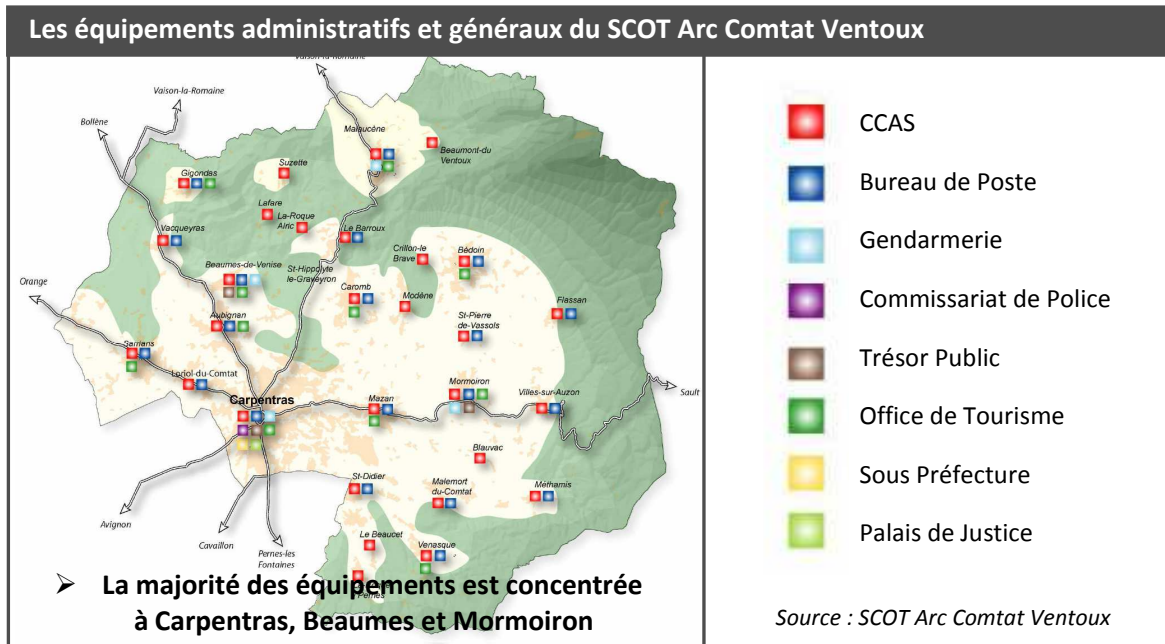 Les équipements administratifs et généraux du SCOT Arc Comtat Ventoux
Vaison-la-Romaine
Bollène
Malaucène
Beaumont-du
Ventoux
Suzette
Gigondas
Lafare
La-Roque
Alric
Vacqueyras
Le Barroux
Crillon-le
Brave
Bédoin
Beaumes-de-Venise
St-Hippolyte
le-Graveyron
Orange
Caromb
Modène
Flassan
St-Pierre
de-Vassols
Aubignan
Sarrians
Loriol-du-Comtat
Carpentras
Mazan
Mormoiron
Villes-sur-Auzon
Sault
Blauvac
St-Didier
Malemort
du-Comtat
Méthamis
Avignon
Cavaillon
Pernes-les
Fontaines
Le Beaucet
Venasque
➢ La majorité des équipements est concentrée
à Carpentras, Beaumes et Mormoiron
CCAS
Bureau de Poste
Gendarmerie
Commissariat de Police
Trésor Public
Office de Tourisme
Sous Préfecture
Palais de Justice
Source : SCOT Arc Comtat Ventoux